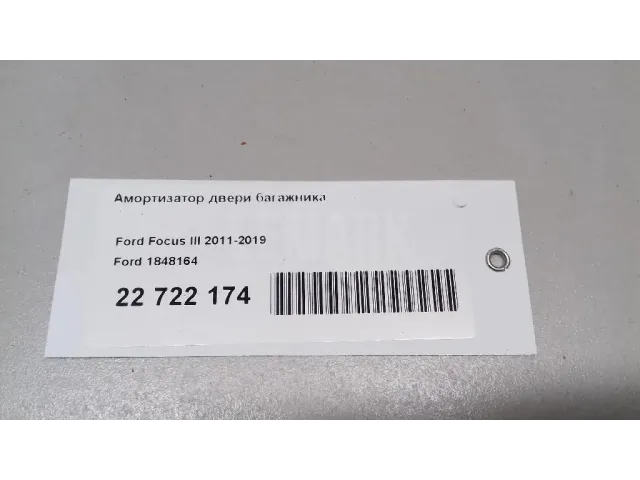 Амортизатор двери багажника
Ford Focus III 2011-2019
Ford 1848164
22 722 174